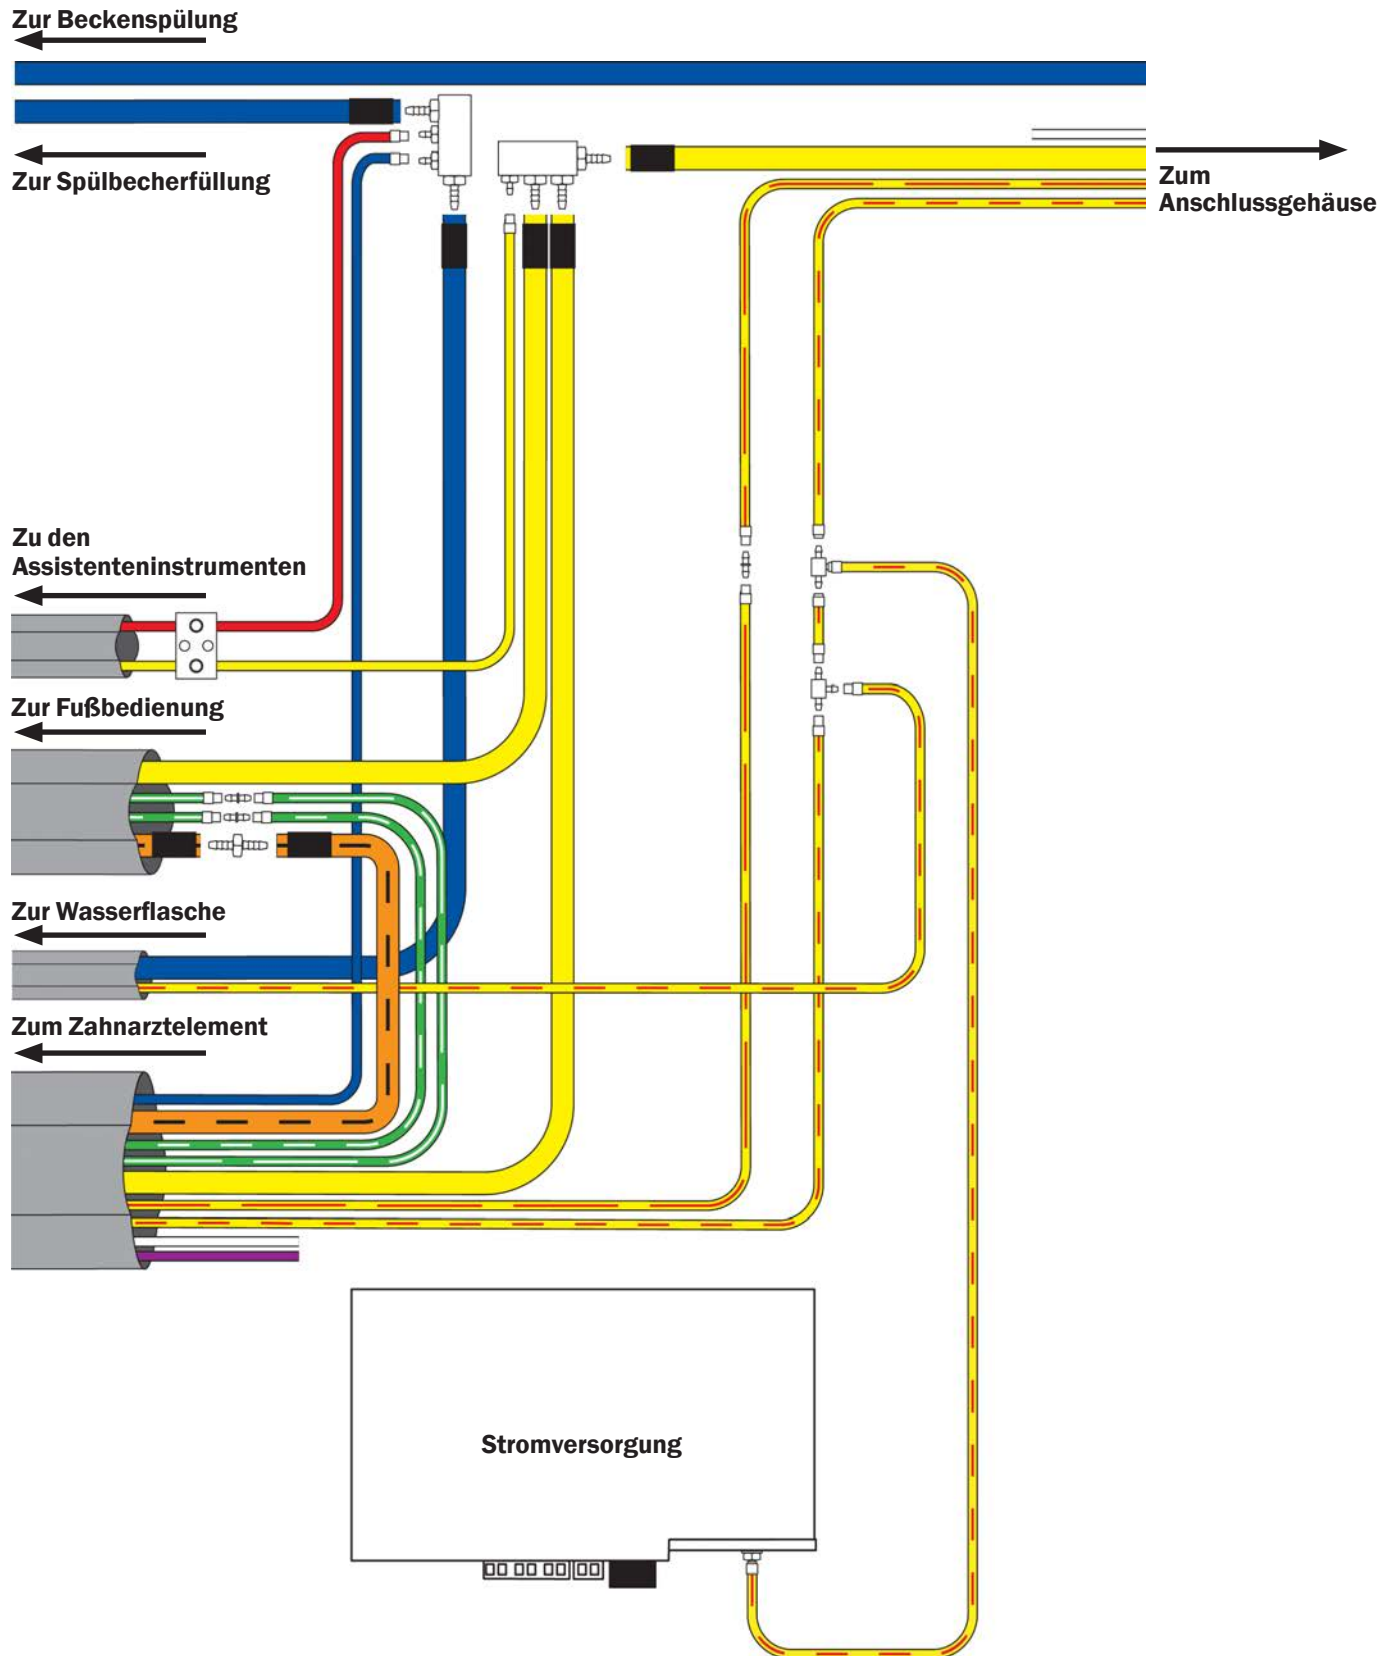 Zur Beckenspülung
Zur Spülbecherfüllung
Zum
Anschlussgehäuse
Zu den
Assistenteninstrumenten
Zur Fußbedienung
Zur Wasserflasche
Zum Zahnarztelement
Stromversorgung